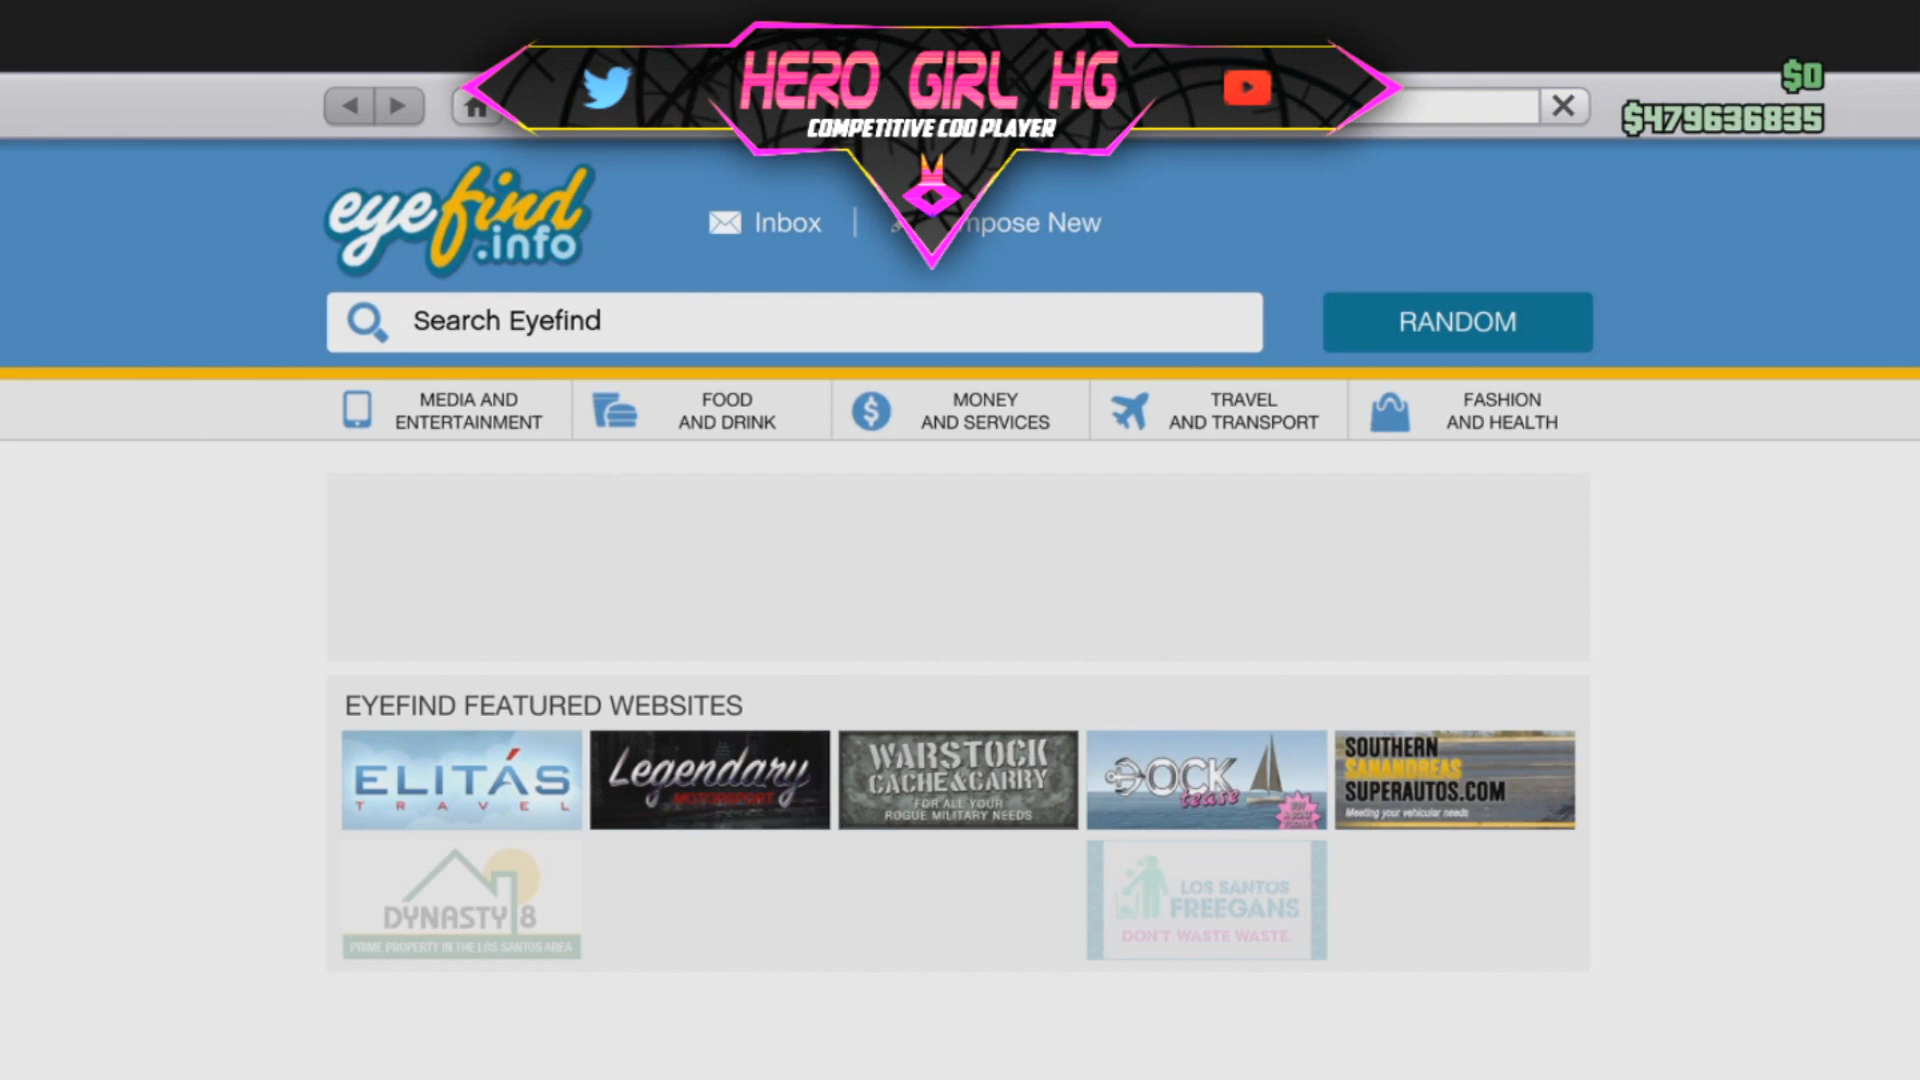 HERO GIRL HG
COMPETITIVE COD PLAYER
$0
$479636835
eyefind
.info
Inbox
mpose New
Search Eyefind
RANDOM
MEDIA AND
ENTERTAINMENT
FOOD
AND DRINK
MONEY
AND SERVICES
TRAVEL
AND TRANSPORT
FASHION
AND HEALTH
EYEFIND FEATURED WEBSITES
ELITÁS
TRAVEL
Legendary
MOTORSPORT
WARSTOCK
CACHE&CARRY
FOR ALL YOUR
ROGUE MILITARY NEEDS
DOCK
tease
SOUTHERN
SANANDREAS
SUPERAUTOS.COM
Meeting your vehicular needs
DYNASTY 8
PRIME PROPERTY IN THE LOS SANTOS AREA
LOS SANTOS
FREEGANS
DON'T WASTE WASTE